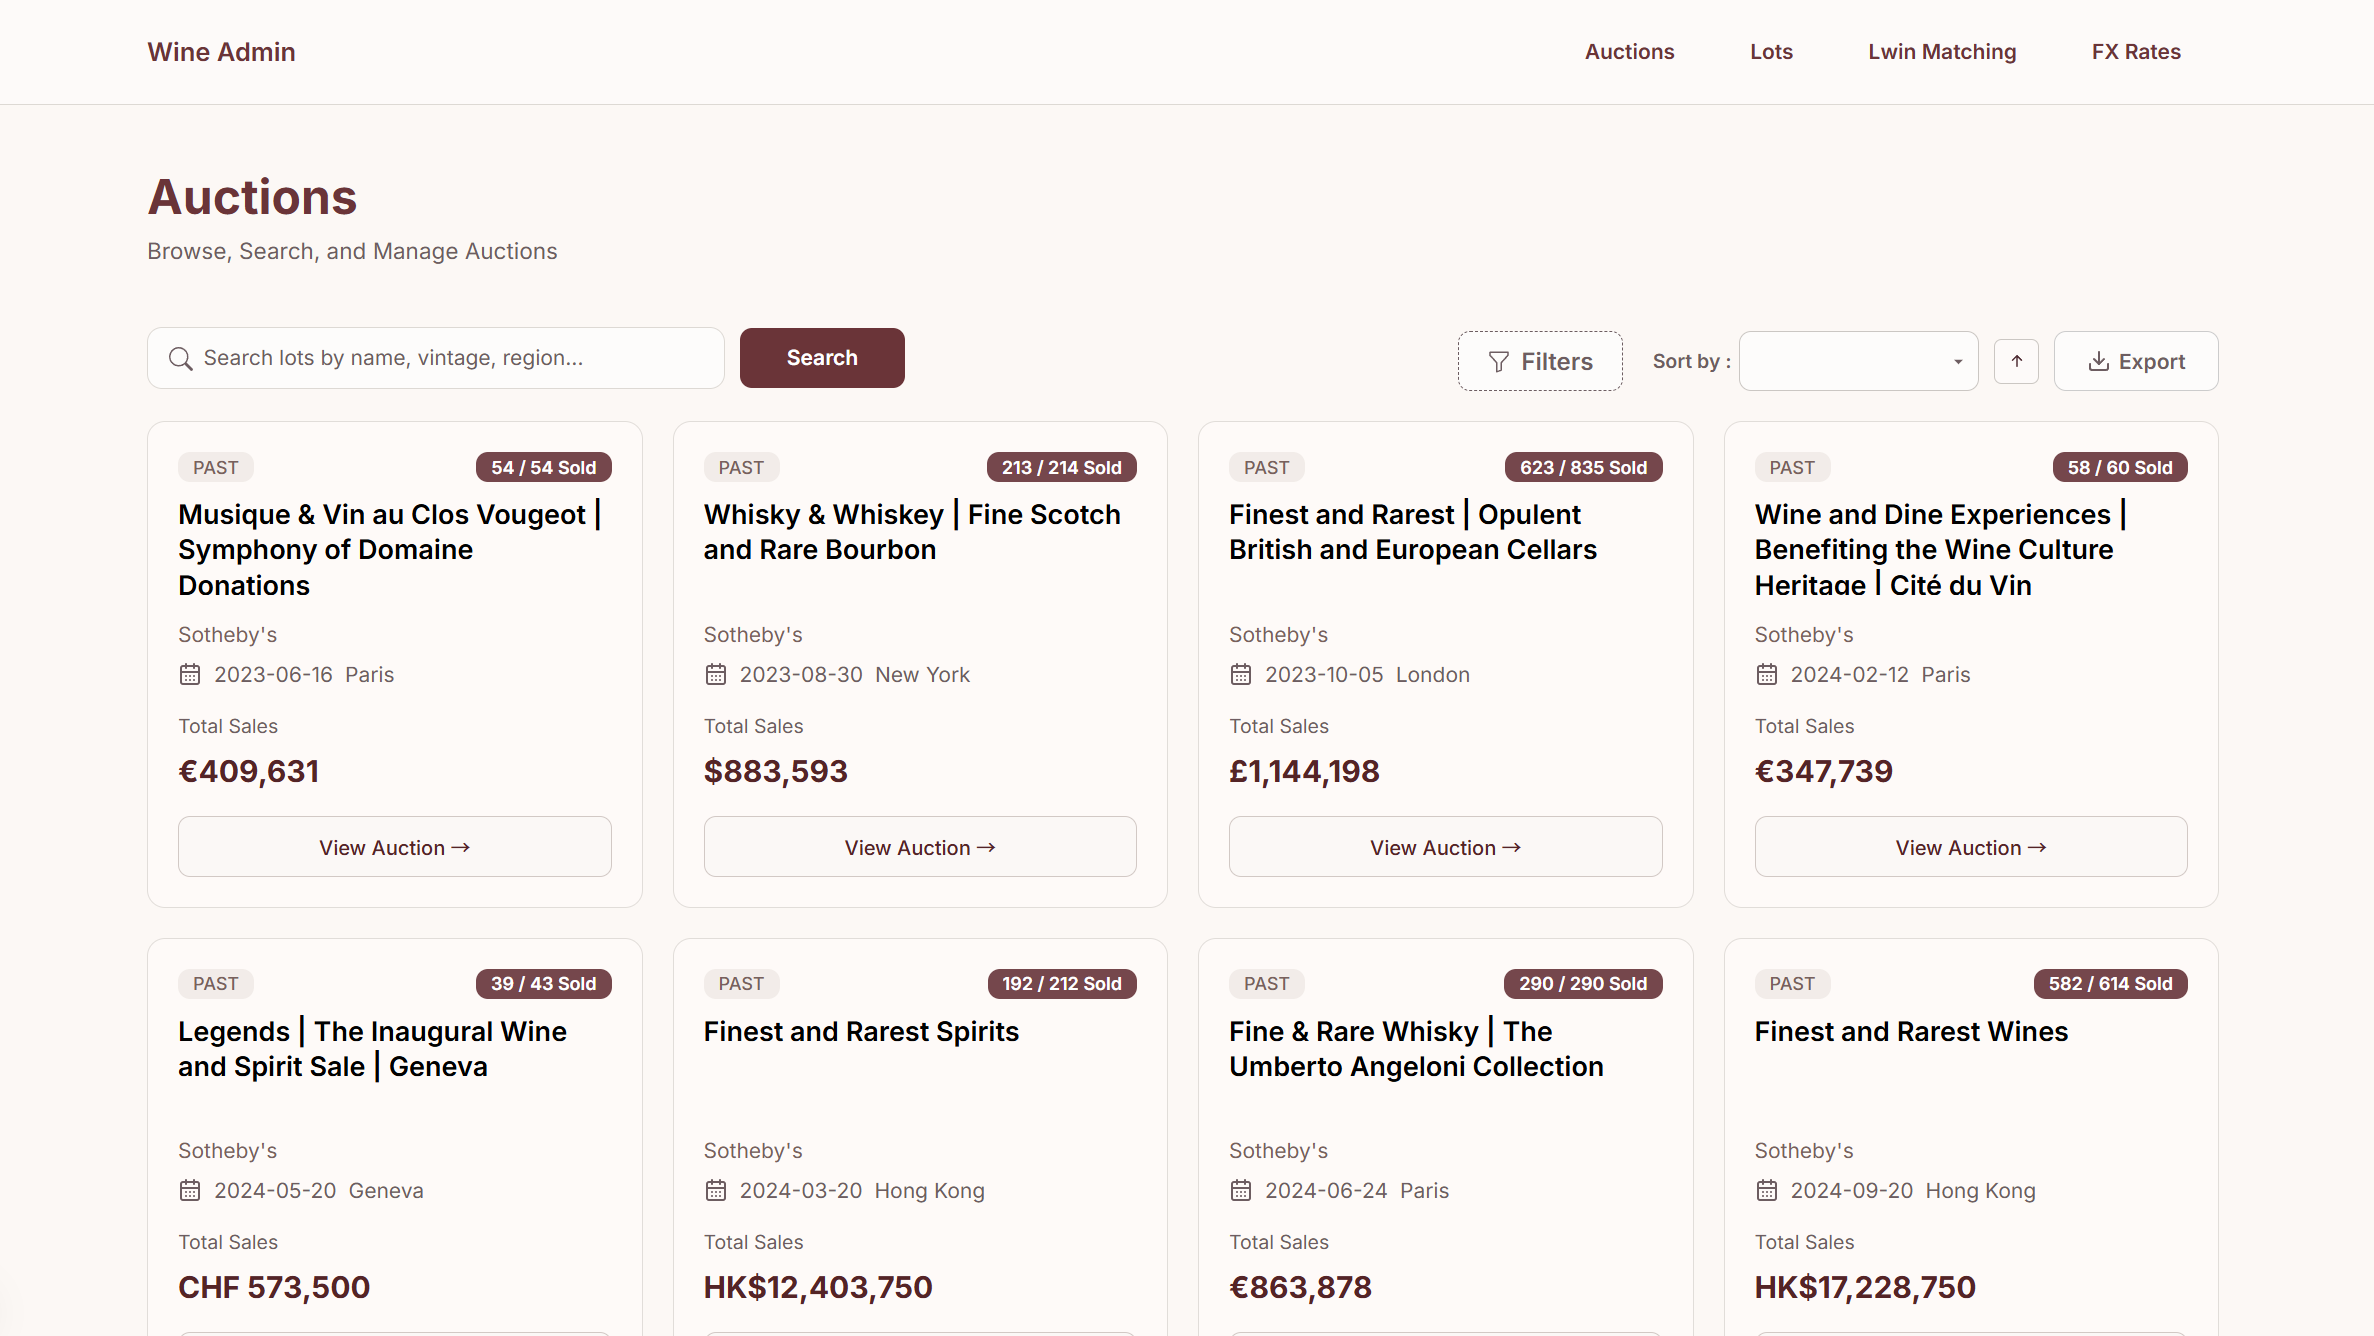 Wine Admin
Auctions
Lots
Lwin Matching
FX Rates
Auctions
Browse, Search, and Manage Auctions
Search lots by name, vintage, region...
Search
Filters
Sort by :
↑
Export
PAST
54 / 54 Sold
Musique & Vin au Clos Vougeot |
Symphony of Domaine
Donations
Sotheby's
2023-06-16 Paris
Total Sales
€409,631
View Auction →
PAST
213 / 214 Sold
Whisky & Whiskey | Fine Scotch
and Rare Bourbon
Sotheby's
2023-08-30 New York
Total Sales
$883,593
View Auction →
PAST
623 / 835 Sold
Finest and Rarest | Opulent
British and European Cellars
Sotheby's
2023-10-05 London
Total Sales
£1,144,198
View Auction →
PAST
58 / 60 Sold
Wine and Dine Experiences |
Benefiting the Wine Culture
Heritage | Cité du Vin
Sotheby's
2024-02-12 Paris
Total Sales
€347,739
View Auction →
PAST
39 / 43 Sold
Legends | The Inaugural Wine
and Spirit Sale | Geneva
Sotheby's
2024-05-20 Geneva
Total Sales
CHF 573,500
PAST
192 / 212 Sold
Finest and Rarest Spirits
Sotheby's
2024-03-20 Hong Kong
Total Sales
HK$12,403,750
PAST
290 / 290 Sold
Fine & Rare Whisky | The
Umberto Angeloni Collection
Sotheby's
2024-06-24 Paris
Total Sales
€863,878
PAST
582 / 614 Sold
Finest and Rarest Wines
Sotheby's
2024-09-20 Hong Kong
Total Sales
HK$17,228,750